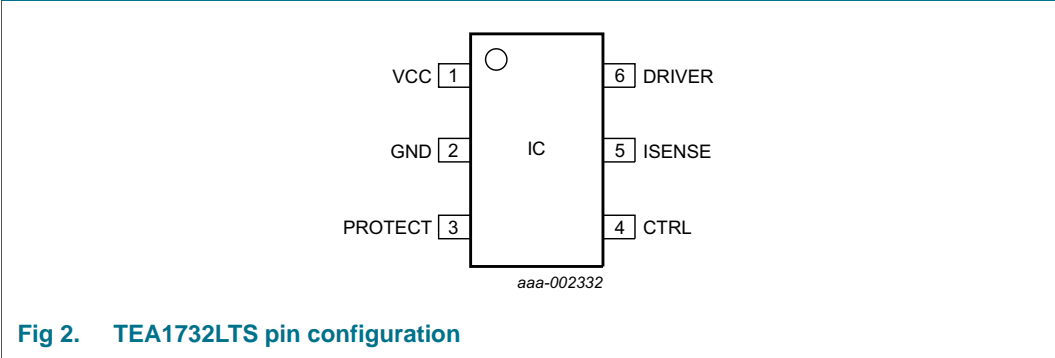 VCC 1 6 DRIVER
GND 2 IC 5 ISENSE
PROTECT 3 4 CTRL
aaa-002332
Fig 2. TEA1732LTS pin configuration